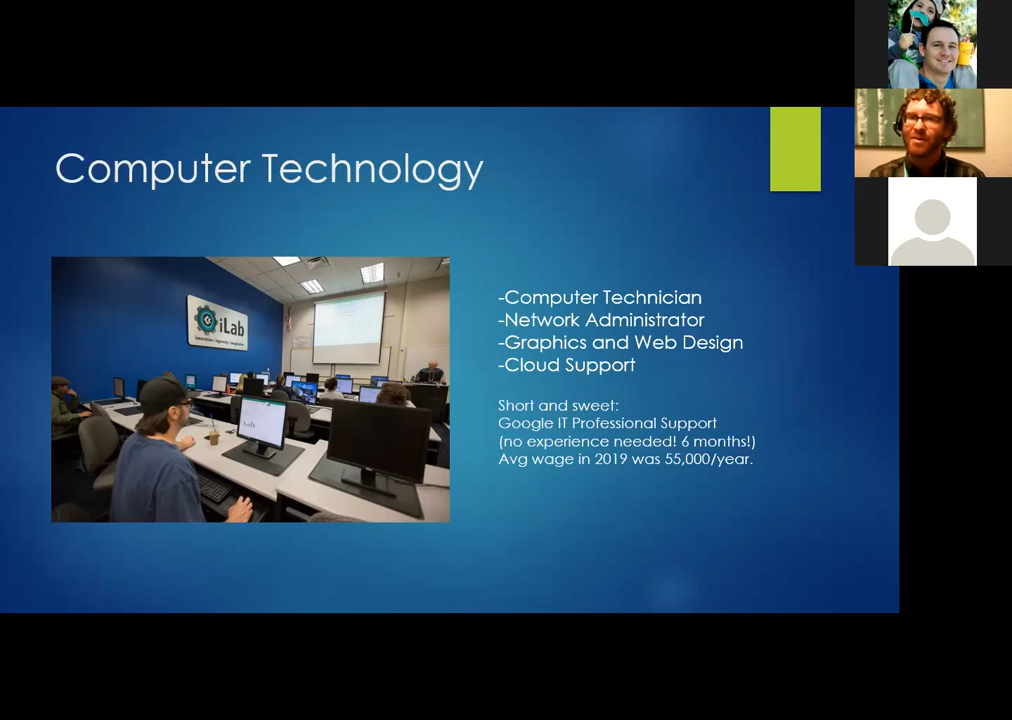 Computer Technology
iLab
-Computer Technician
-Network Administrator
-Graphics and Web Design
-Cloud Support
Short and sweet:
Google IT Professional Support
(no experience needed! 6 months!)
Avg wage in 2019 was 55,000/year.